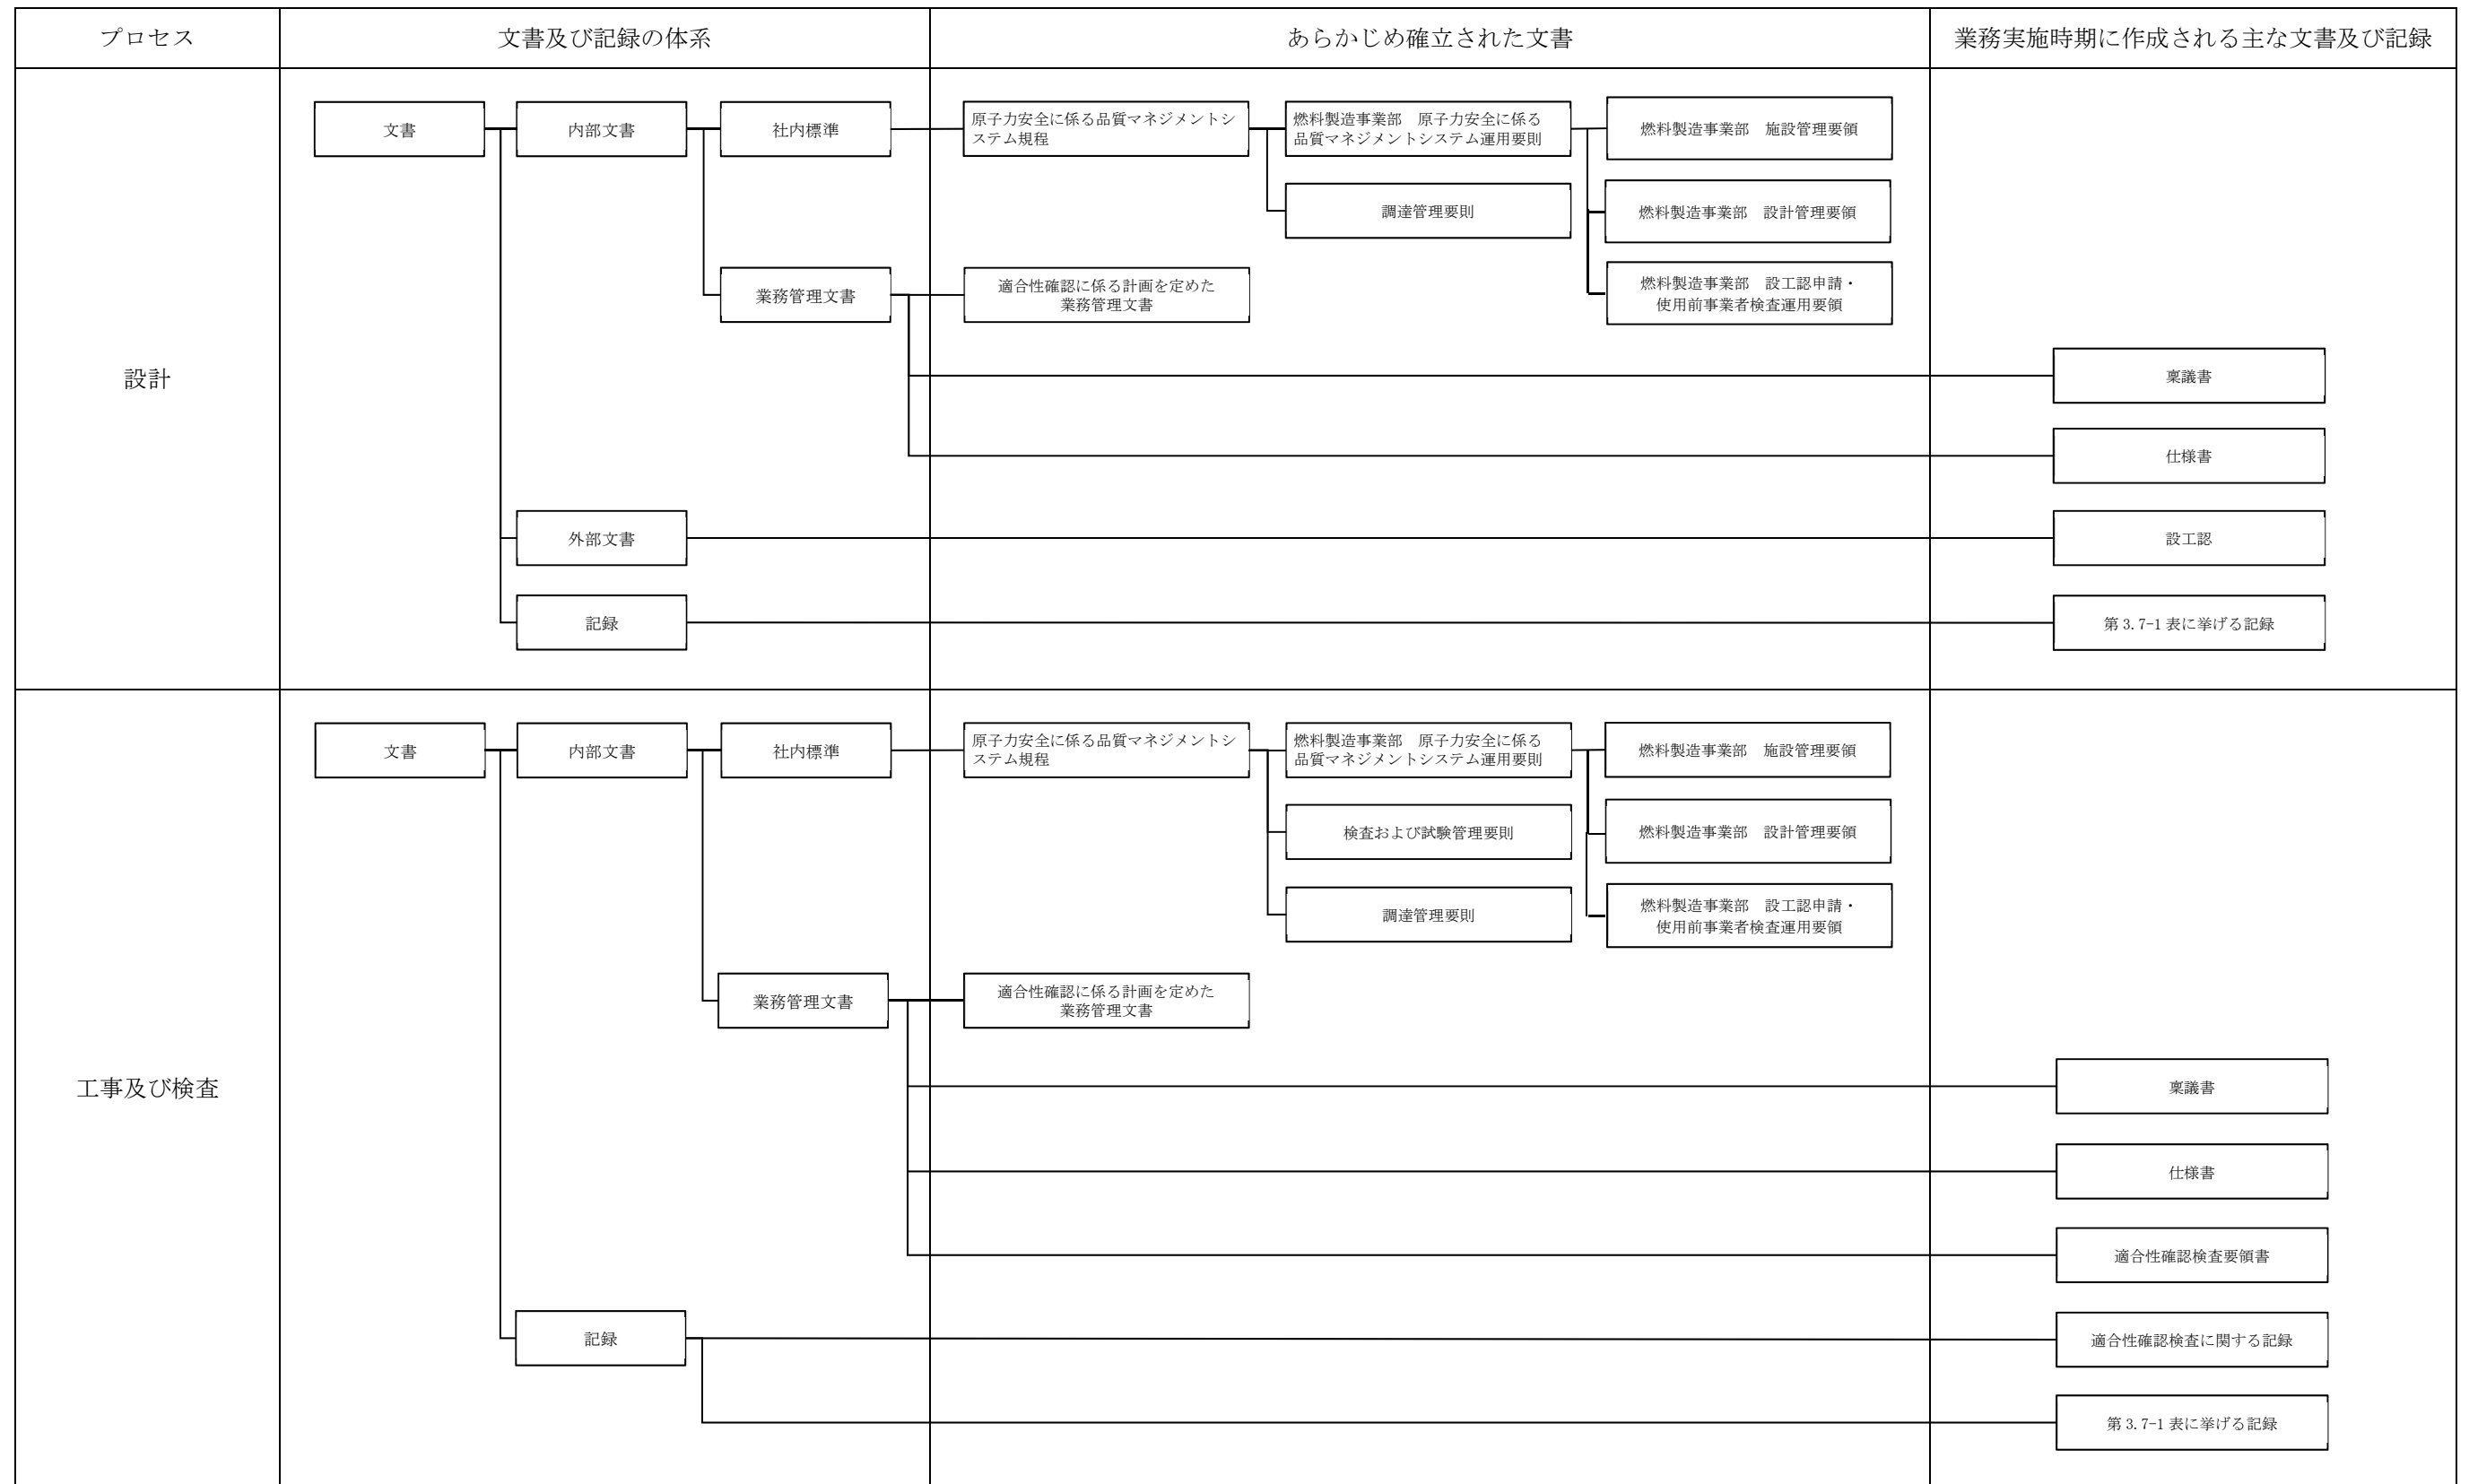 プロセス
文書及び記録の体系
あらかじめ確立された文書
業務実施時期に作成される主な文書及び記録
設計
文書
内部文書
社内標準
原子力安全に係る品質マネジメントシ
ステム規程
燃料製造事業部　原子力安全に係る
品質マネジメントシステム運用要則
燃料製造事業部　施設管理要領
調達管理要則
燃料製造事業部　設計管理要領
業務管理文書
適合性確認に係る計画を定めた
業務管理文書
燃料製造事業部　設工認申請・
使用前事業者検査運用要領
稟議書
仕様書
外部文書
設工認
記録
第 3.7-1 表に挙げる記録
工事及び検査
文書
内部文書
社内標準
原子力安全に係る品質マネジメントシ
ステム規程
燃料製造事業部　原子力安全に係る
品質マネジメントシステム運用要則
燃料製造事業部　施設管理要領
検査および試験管理要則
燃料製造事業部　設計管理要領
調達管理要則
燃料製造事業部　設工認申請・
使用前事業者検査運用要領
業務管理文書
適合性確認に係る計画を定めた
業務管理文書
稟議書
仕様書
適合性確認検査要領書
記録
適合性確認検査に関する記録
第 3.7-1 表に挙げる記録